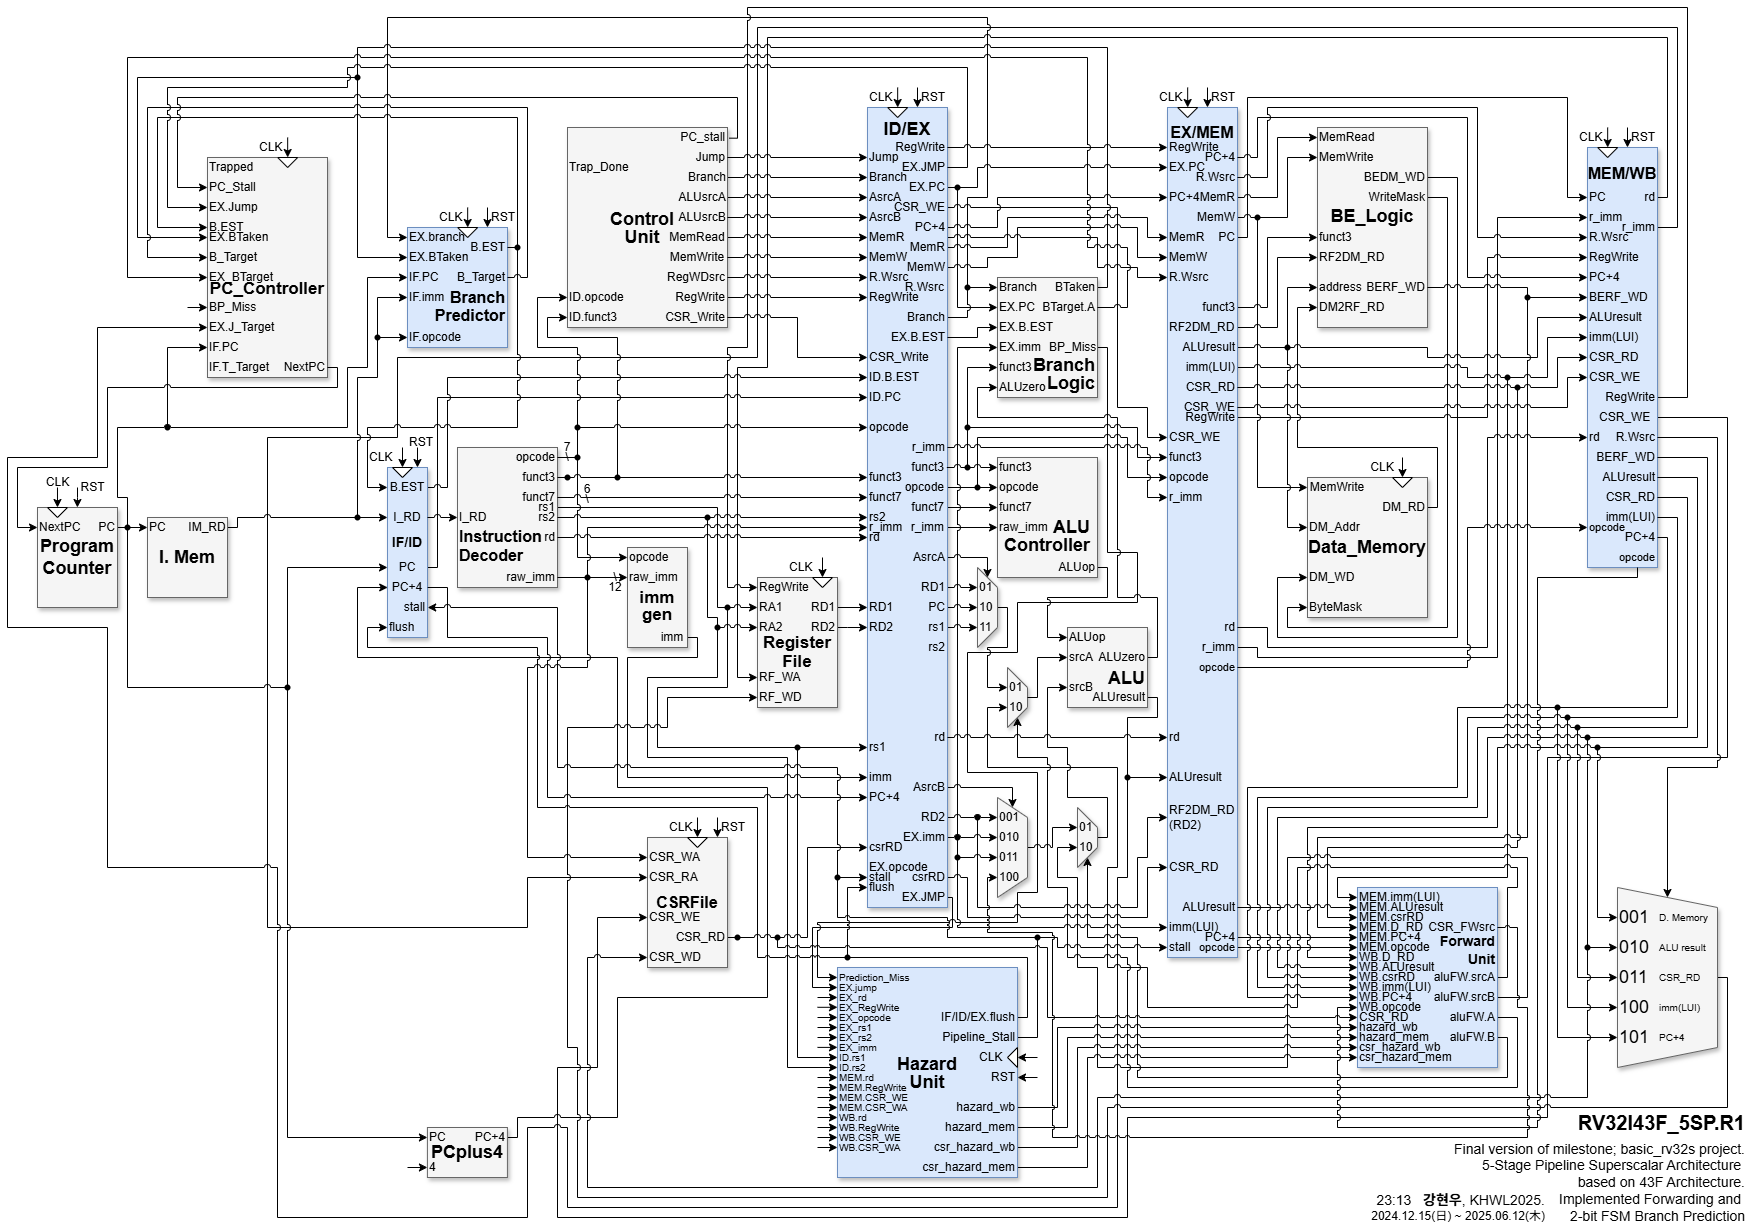 CLK
Trapped
PC_Stall
EX.Jump
B.EST
EX.BTaken
B_Target
EX_BTarget
PC_Controller
BP_Miss
EX.J_Target
IF.PC
IF.T_Target NextPC
CLK RST
EX.branch
B.EST
EX.BTaken
IF.PC B_Target
IF.imm Branch
Predictor
IF.opcode
PC_stall
Jump
Trap_Done
Branch
ALUsrcA
Control
Unit
ALUsrcB
MemRead
MemWrite
RegWDsrc
ID.opcode RegWrite
ID.funct3 CSR_Write
CLK RST
NextPC PC
Program
Counter
PC IM_RD
I. Mem
CLK RST
B.EST
I_RD
IF/ID
PC
PC+4
stall
flush
opcode 7
funct3
funct7 6
rs1
I_RD rs2
Instruction
Decoder
rd
raw_imm
opcode
raw_imm
12
imm
gen
imm
CLK
RegWrite
RA1 RD1
RA2 RD2
Register
File
RF_WA
RF_WD
CLK RST
CSR_WA
CSR_RA
CSRFile
CSR_WE
CSR_RD
CSR_WD
PC PC+4
PCplus4
4
CLK RST
ID/EX
RegWrite
Jump
EX.JMP
Branch
EX.PC
AsrcA
CSR_WE
AsrcB
PC+4
MemR
MemR
MemW
MemW
R.Wsrc
R.Wsrc
RegWrite
Branch
EX.B.EST
CSR_Write
ID.B.EST
ID.PC
opcode
r_imm
funct3
funct3
opcode
funct7
funct7
rs2
r_imm r_imm
rd
AsrcA
RD1
RD1 PC
RD2 rs1
rs2
rd
rs1
imm
AsrcB
PC+4
RD2
EX.imm
csrRD
EX.opcode
stall csrRD
flush
EX.JMP
Branch BTaken
EX.PC BTarget.A
EX.B.EST
EX.imm BP_Miss
funct3 Branch
Logic
ALUzero
funct3
opcode
funct7
raw_imm ALU
Controller
ALUop
01
10
11
01
10
ALUop
srcA ALUzero
ALU
srcB
ALUresult
001
010
011
100
01
10
Prediction_Miss
EX.jump
EX_rd
EX_RegWrite
EX_opcode
EX_rs1
EX_rs2
EX_imm
ID.rs1
ID.rs2
MEM.rd
MEM.RegWrite
MEM.CSR_WE
MEM.CSR_WA
WB.rd
WB.RegWrite
WB.CSR_WE
WB.CSR_WA
Hazard
Unit
IF/ID/EX.flush
Pipeline_Stall
CLK
RST
hazard_wb
hazard_mem
csr_hazard_wb
csr_hazard_mem
CLK RST
EX/MEM
RegWrite
PC+4
EX.PC
R.Wsrc
PC+4 MemR
MemW
MemR PC
MemW
R.Wsrc
funct3
RF2DM_RD
ALUresult
imm(LUI)
CSR_RD
CSR_WE
RegWrite
CSR_WE
funct3
opcode
r_imm
rd
r_imm
opcode
rd
ALUresult
RF2DM_RD
(RD2)
CSR_RD
ALUresult
imm(LUI)
PC+4
stall opcode
MemRead
MemWrite
BEDM_WD
WriteMask
BE_Logic
funct3
RF2DM_RD
address BERF_WD
DM2RF_RD
CLK
MemWrite
DM_RD
DM_Addr
Data_Memory
DM_WD
ByteMask
CLK RST
MEM/WB
PC rd
r_imm
r_imm
R.Wsrc
RegWrite
PC+4
BERF_WD
ALUresult
imm(LUI)
CSR_RD
CSR_WE
RegWrite
CSR_WE
rd R.Wsrc
BERF_WD
ALUresult
CSR_RD
imm(LUI)
opcode
PC+4
opcode
MEM.imm(LUI)
MEM.ALUresult
MEM.csrRD
MEM.D_RD
MEM.PC+4
MEM.opcode
WB.D_RD
WB.ALUresult
WB.csrRD
WB.imm(LUI)
WB.PC+4
WB.opcode
CSR_RD
hazard_wb
hazard_mem
csr_hazard_wb
csr_hazard_mem
CSR_FWsrc
Forward
Unit
aluFW.srcA
aluFW.srcB
aluFW.A
aluFW.B
001 D. Memory
010 ALU result
011 CSR_RD
100 imm(LUI)
101 PC+4
RV32I43F_5SP.R1
Final version of milestone; basic_rv32s project.
5-Stage Pipeline Superscalar Architecture
based on 43F Architecture.
23:13 강현우, KHWL2025. Implemented Forwarding and
2024.12.15(日) ~ 2025.06.12(木) 2-bit FSM Branch Prediction